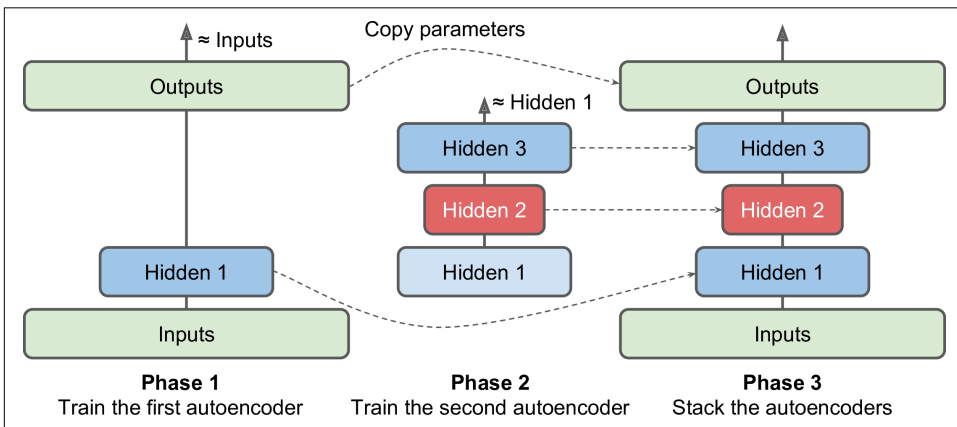 ≈ Inputs
Copy parameters
Outputs
≈ Hidden 1
Outputs
Hidden 3
Hidden 3
Hidden 2
Hidden 2
Hidden 1
Hidden 1
Hidden 1
Inputs
Inputs
Phase 1
Train the first autoencoder
Phase 2
Train the second autoencoder
Phase 3
Stack the autoencoders